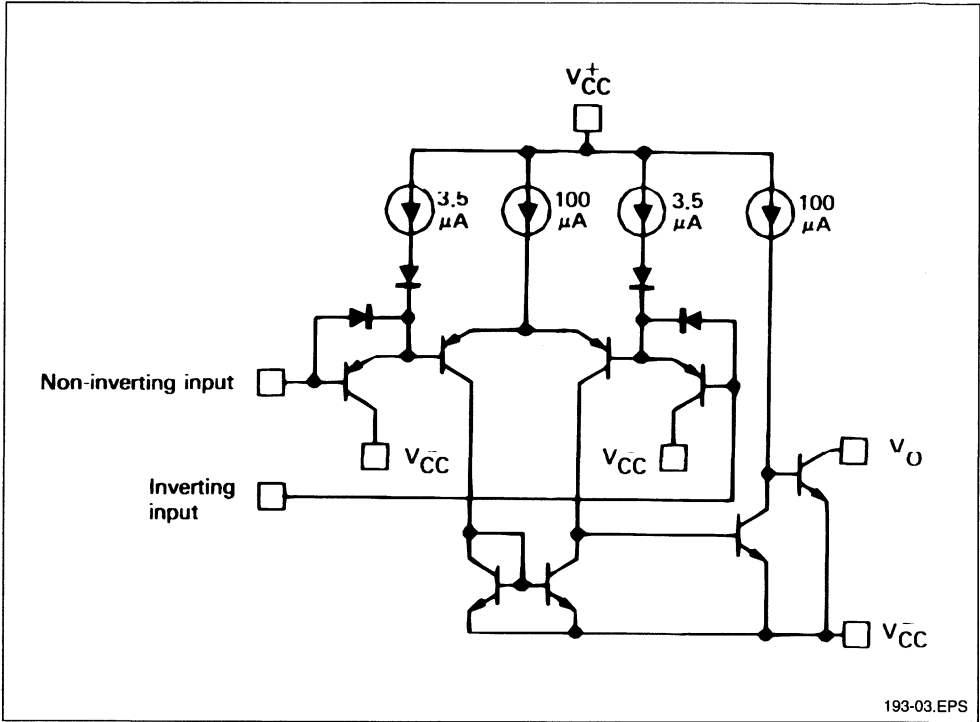 V+CC
3.5
μA
100
μA
3.5
μA
100
μA
Non-inverting input
V-CC
V-CC
VO
Inverting
input
V-CC
193-03.EPS